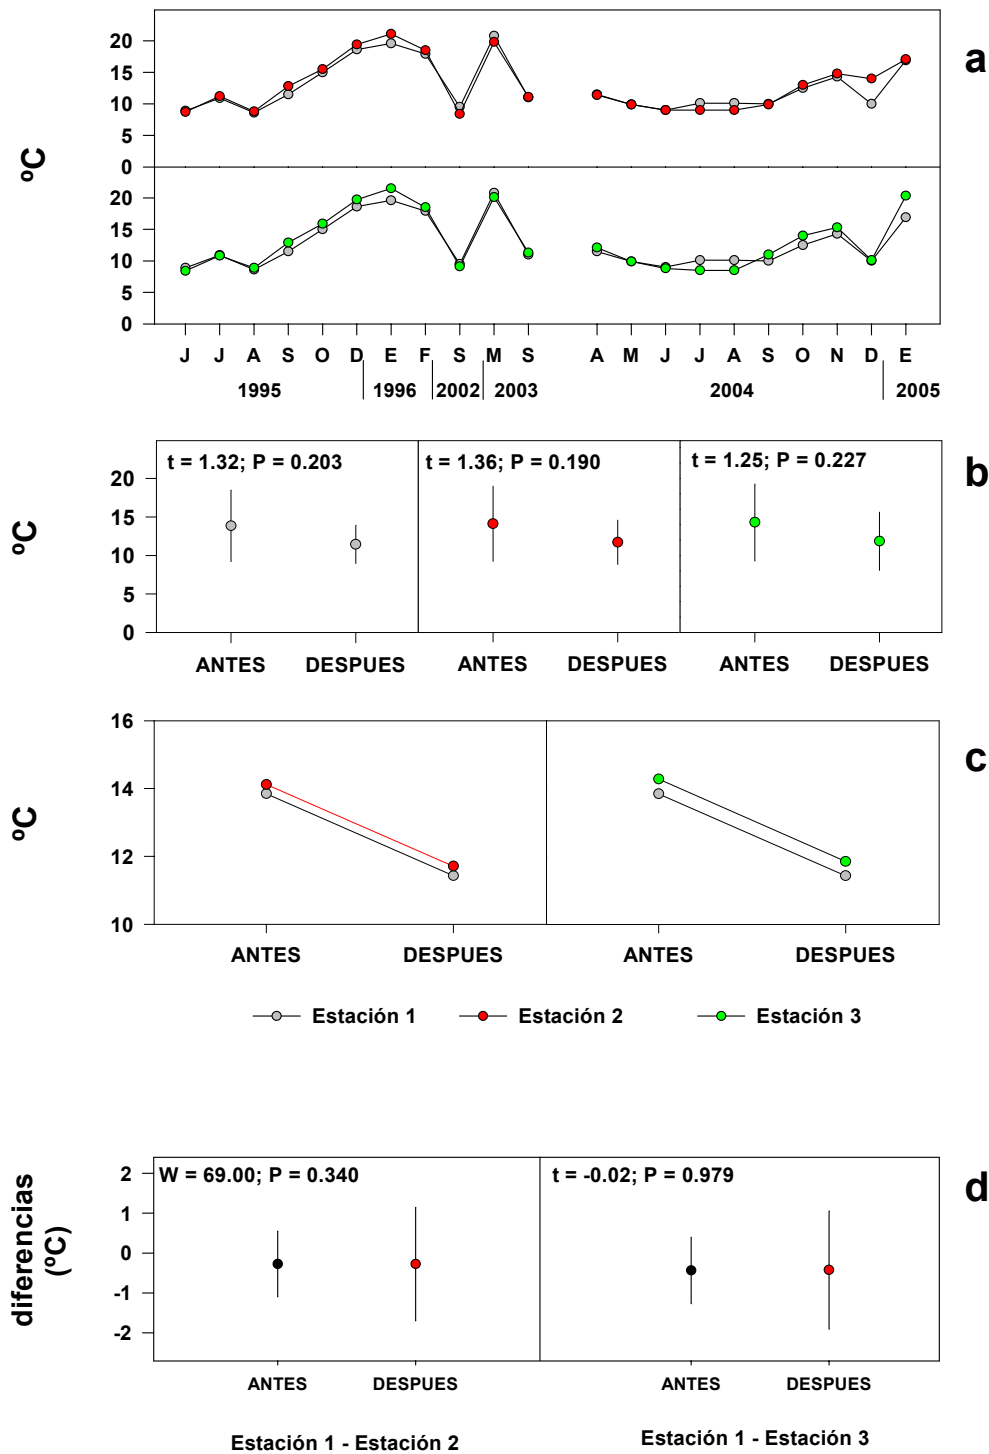 a
ºC
20
15
10
5
0
20
15
10
5
0
J J A S O D E F S M S A M J J A S O N D E
1995 1996 2002 2003 2004 2005
b
ºC
t = 1.32; P = 0.203 t = 1.36; P = 0.190 t = 1.25; P = 0.227
20
15
10
5
0
ANTES DESPUES ANTES DESPUES ANTES DESPUES
c
ºC
16
14
12
10
ANTES DESPUES ANTES DESPUES
Estación 1 Estación 2 Estación 3
d
diferencias
(ºC)
W = 69.00; P = 0.340 t = -0.02; P = 0.979
2
1
0
-1
-2
ANTES DESPUES ANTES DESPUES
Estación 1 - Estación 2 Estación 1 - Estación 3